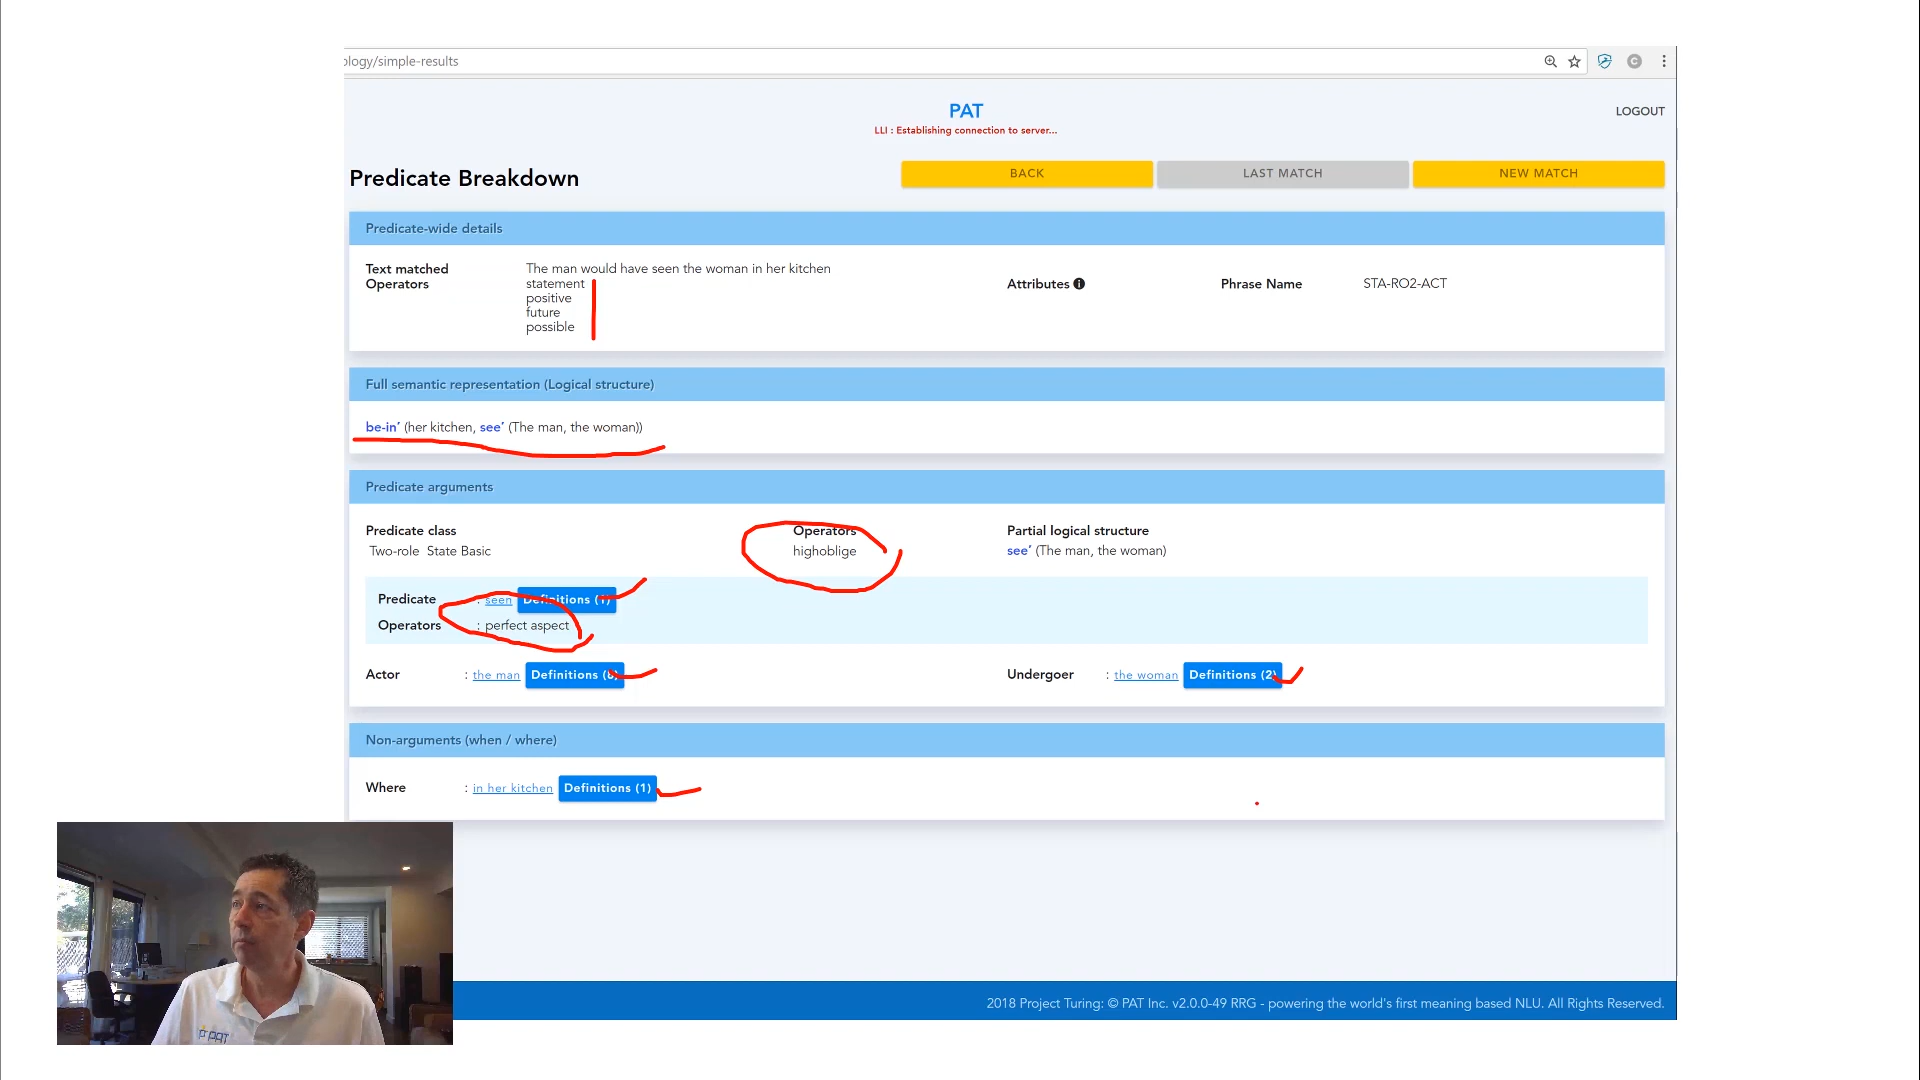 ology/simple-results
PAT
LOGOUT
LLI : Establishing connection to server...
Predicate Breakdown
BACK
LAST MATCH
NEW MATCH
Predicate-wide details
Text matched The man would have seen the woman in her kitchen
Operators statement Attributes Phrase Name STA-RO2-ACT
positive
future
possible
Full semantic representation (Logical structure)
be-in’ (her kitchen, see’ (The man, the woman))
Predicate arguments
Predicate class Operators Partial logical structure
Two-role State Basic highoblige see’ (The man, the woman)
Predicate : seen Definitions (1)
Operators : perfect aspect
Actor : the man Definitions Undergoer : the woman Definitions (2)
Non-arguments (when / where)
Where : in her kitchen Definitions (1)
PAT
2018 Project Turing: © PAT Inc. v2.0.0-49 RRG - powering the world's first meaning based NLU. All Rights Reserved.